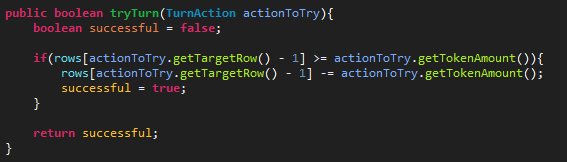 public boolean tryTurn(TurnAction actionToTry){
boolean successful = false;
if(rows[actionToTry.getTargetRow() - 1] >= actionToTry.getTokenAmount()){
rows[actionToTry.getTargetRow() - 1] -= actionToTry.getTokenAmount();
successful = true;
}
return successful;
}